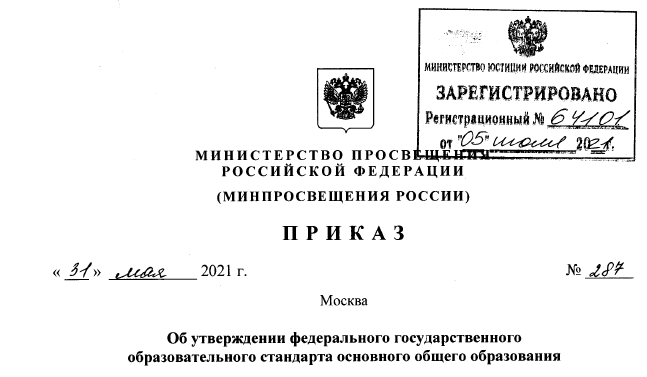 МИНИСТЕРСТВО ЮСТИЦИИ РОССИЙСКОЙ ФЕДЕРАЦИИ
ЗАРЕГИСТРИРОВАНО
Регистрационный № 64101
от "05" июля 2021г.
МИНИСТЕРСТВО ПРОСВЕЩЕНИЯ
РОССИЙСКОЙ ФЕДЕРАЦИИ
(МИНПРОСВЕЩЕНИЯ РОССИИ)
ПРИКАЗ
« 31 » мая 2021 г. № 287
Москва
Об утверждении федерального государственного
образовательного стандарта основного общего образования